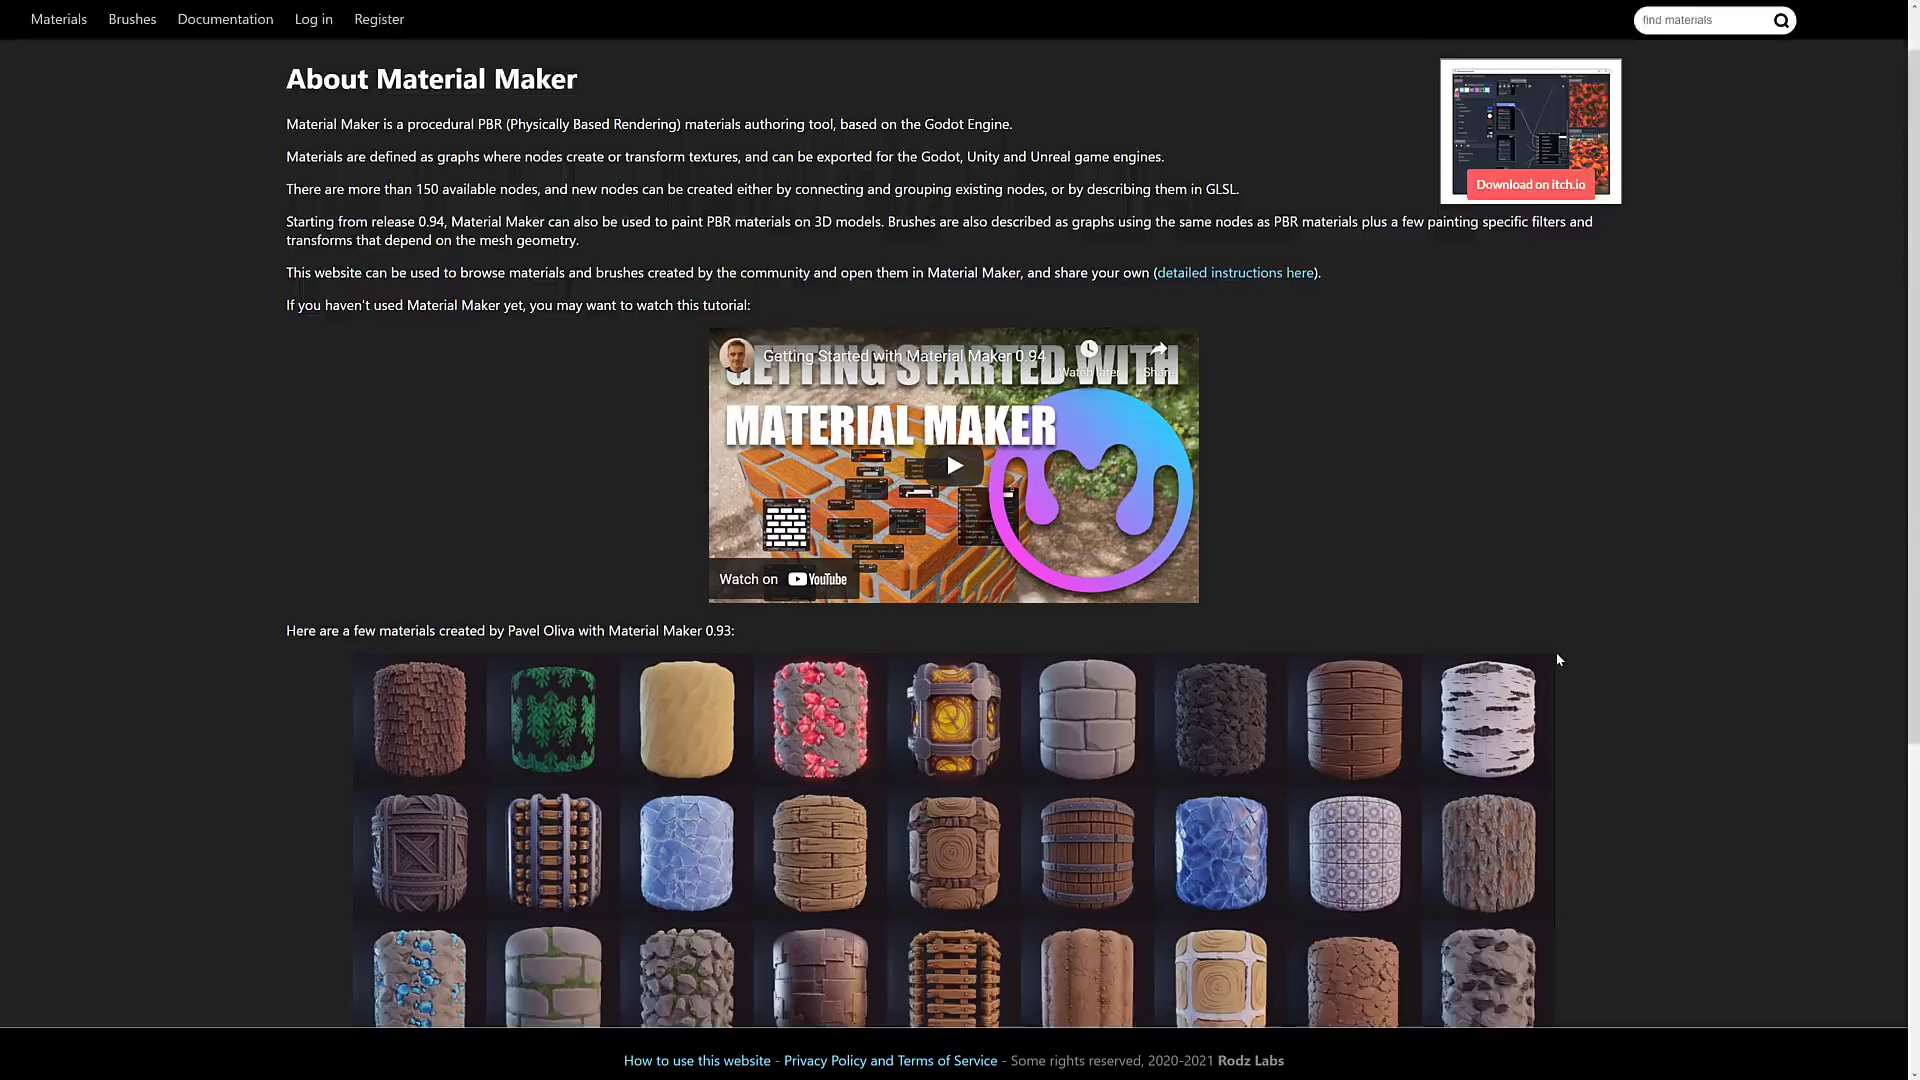 Materials Brushes Documentation Log in Register
find materials
About Material Maker
Material Maker is a procedural PBR (Physically Based Rendering) materials authoring tool, based on the Godot Engine.
Materials are defined as graphs where nodes create or transform textures, and can be exported for the Godot, Unity and Unreal game engines.
There are more than 150 available nodes, and new nodes can be created either by connecting and grouping existing nodes, or by describing them in GLSL.
Download on itch.io
Starting from release 0.94, Material Maker can also be used to paint PBR materials on 3D models. Brushes are also described as graphs using the same nodes as PBR materials plus a few painting specific filters and
transforms that depend on the mesh geometry.
This website can be used to browse materials and brushes created by the community and open them in Material Maker, and share your own (detailed instructions here).
If you haven't used Material Maker yet, you may want to watch this tutorial:
Getting Started with Material Maker 0.94
Watch later
Share
GETTING STARTED WITH
MATERIAL MAKER
Watch on YouTube
Here are a few materials created by Pavel Oliva with Material Maker 0.93:
How to use this website - Privacy Policy and Terms of Service - Some rights reserved, 2020-2021 Rodz Labs